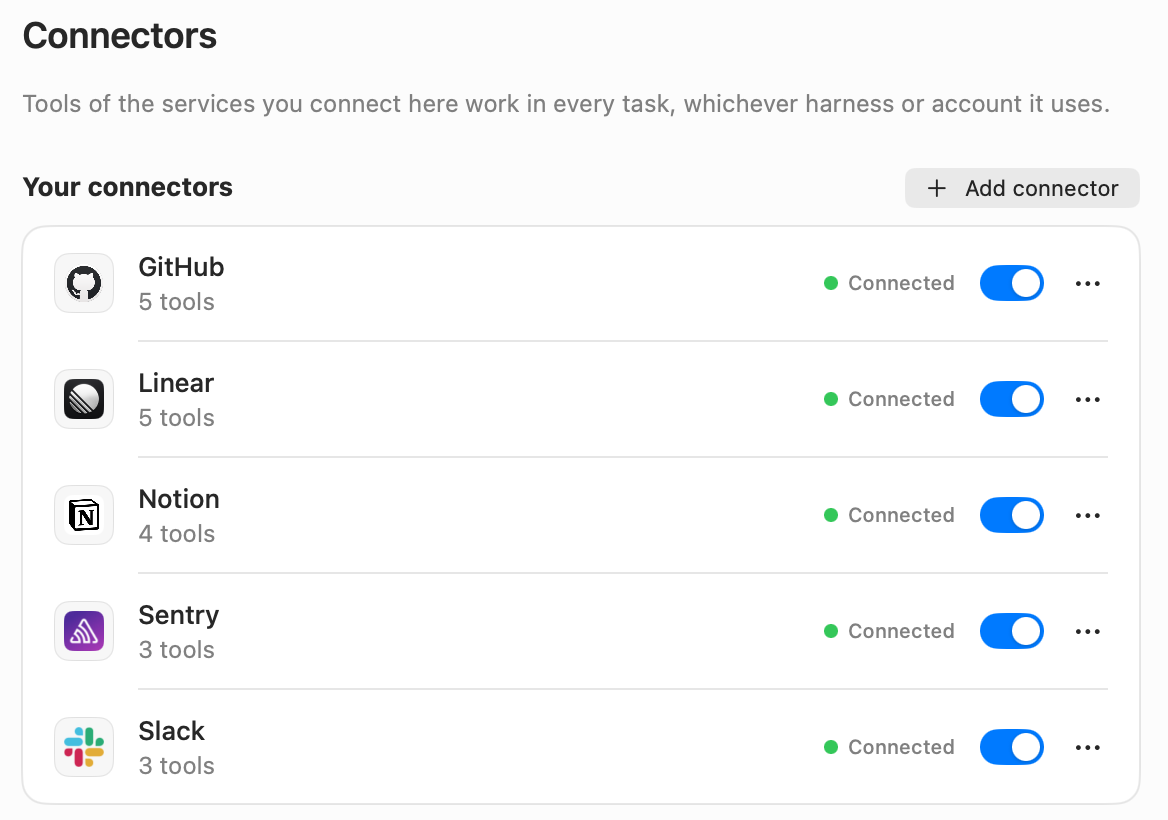 Connectors
Tools of the services you connect here work in every task, whichever harness or account it uses.
Your connectors
+ Add connector
GitHub
5 tools
Connected
Linear
5 tools
Connected
Notion
4 tools
Connected
Sentry
3 tools
Connected
Slack
3 tools
Connected